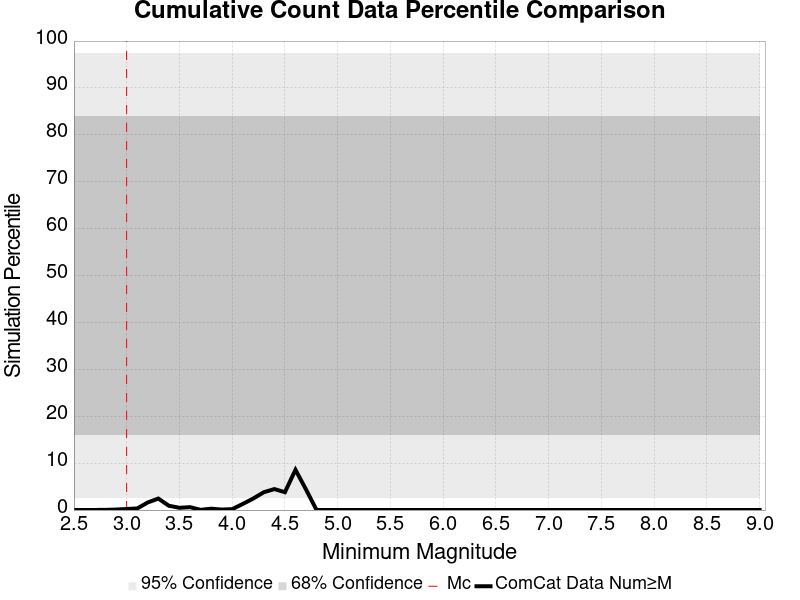 Cumulative Count Data Percentile Comparison
100
90
80
70
60
50
40
30
20
10
0
Simulation Percentile
2.5 3.0 3.5 4.0 4.5 5.0 5.5 6.0 6.5 7.0 7.5 8.0 8.5 9.0
Minimum Magnitude
95% Confidence 68% Confidence Mc ComCat Data Num≥M